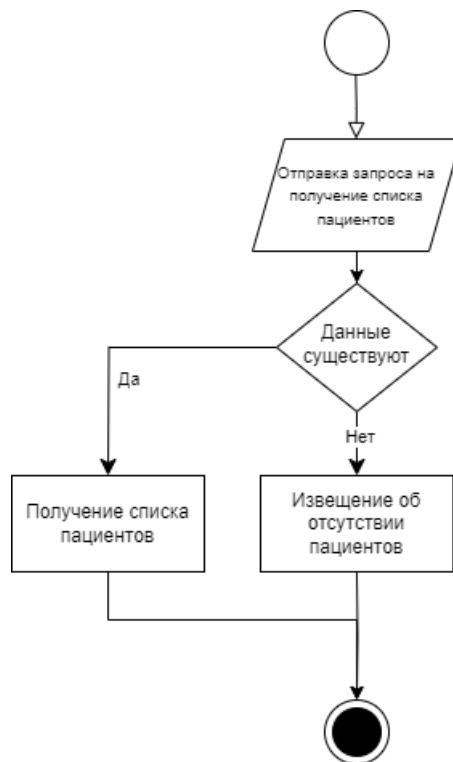 Отправка запроса на
получение списка
пациентов
Данные
существуют
Да
Нет
Получение списка
пациентов
Извещение об
отсутствии
пациентов